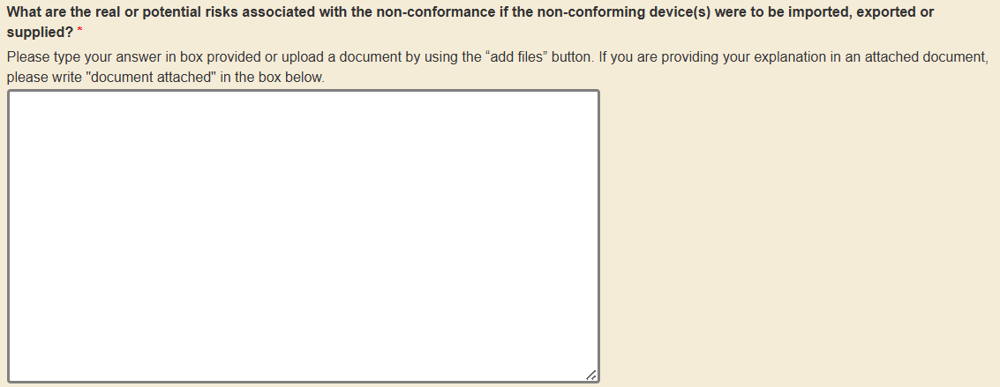 What are the real or potential risks associated with the non-conformance if the non-conforming device(s) were to be imported, exported or
supplied? *
Please type your answer in box provided or upload a document by using the “add files” button. If you are providing your explanation in an attached document,
please write "document attached" in the box below.